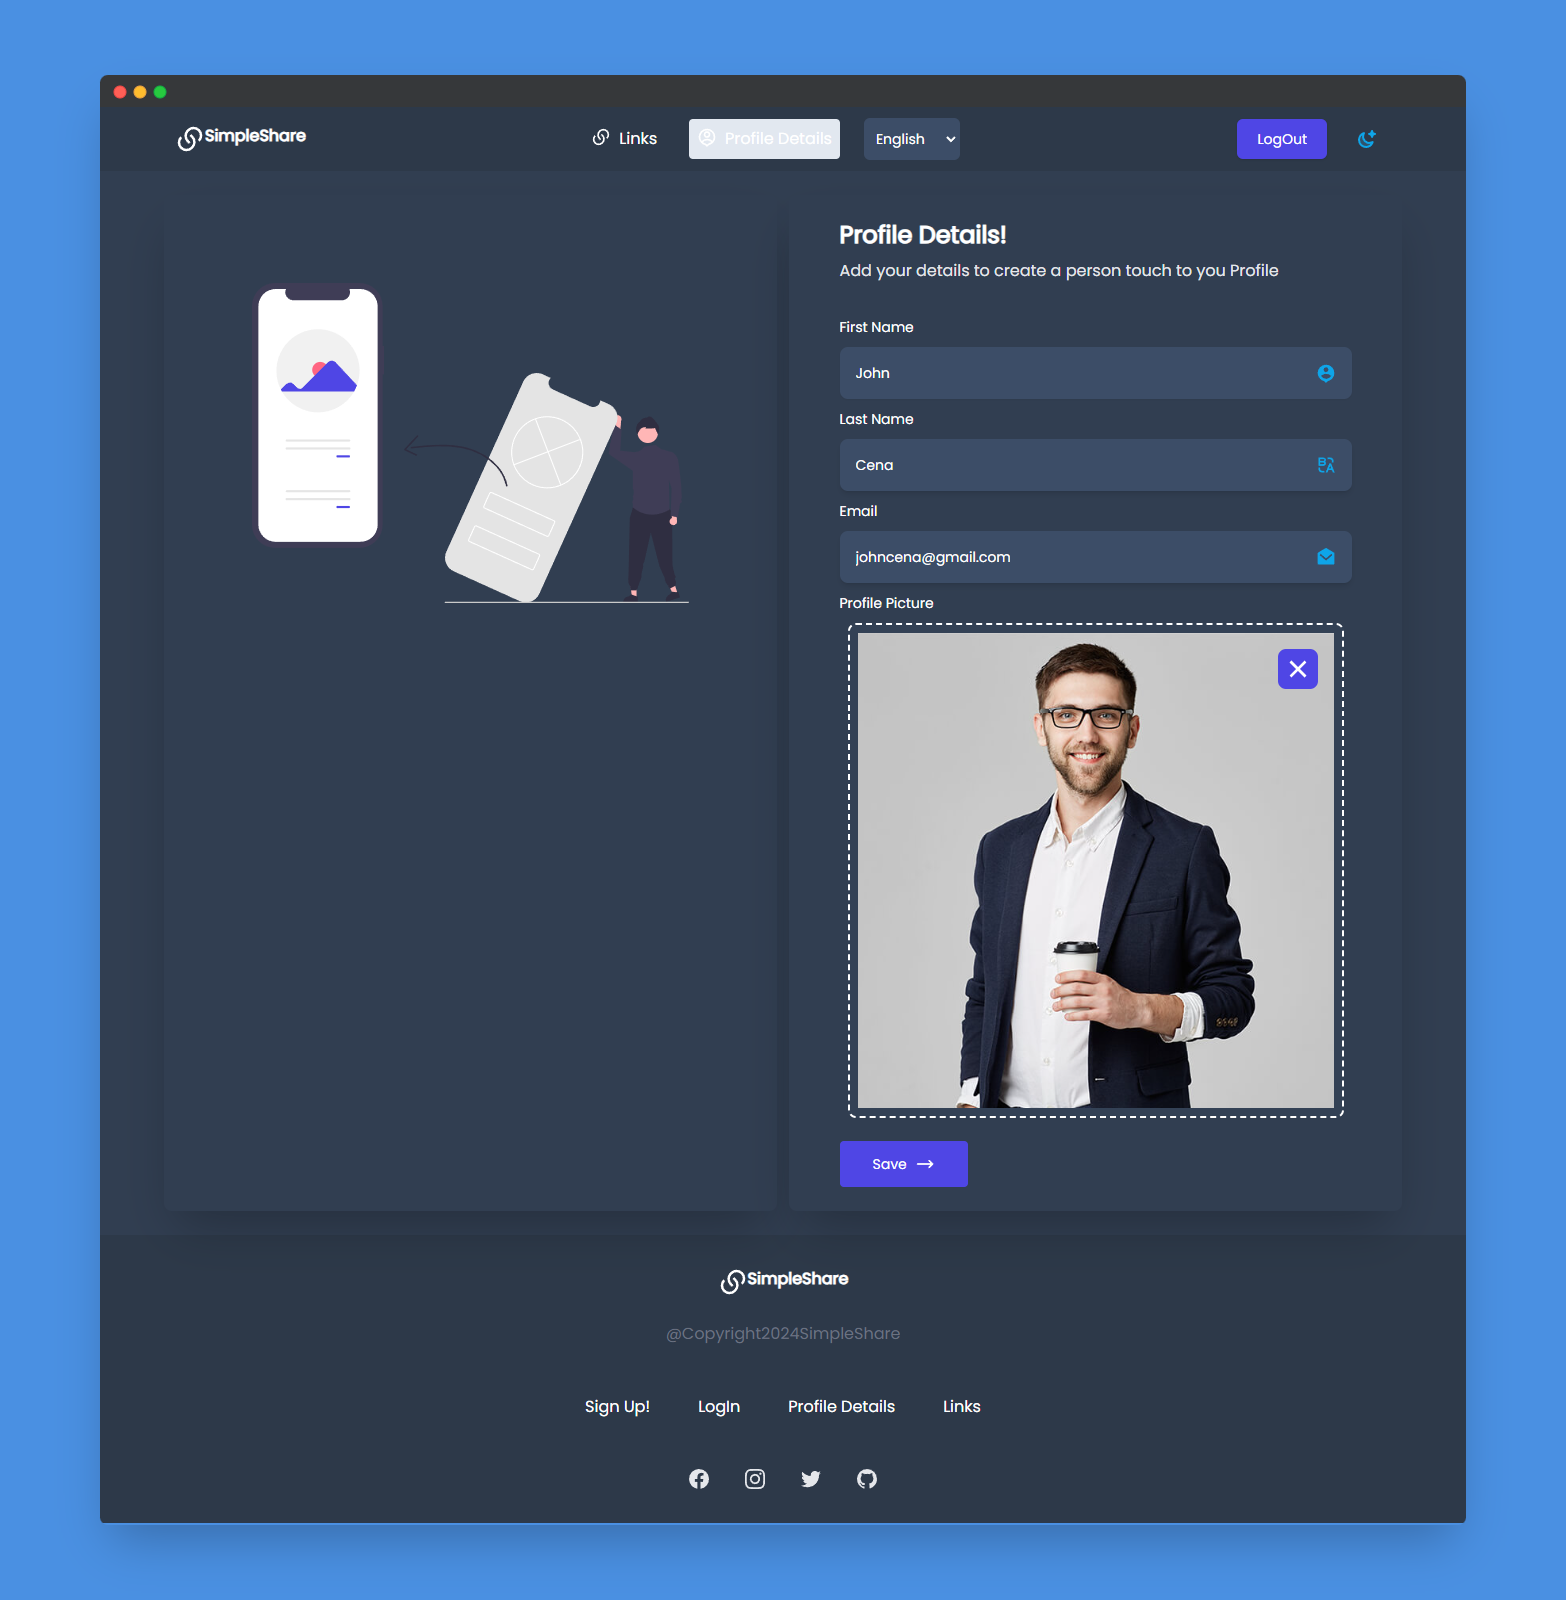 SimpleShare
Links
Profile Details
English
LogOut
Profile Details!
Add your details to create a person touch to you Profile
First Name
John
Last Name
Cena
Email
johncena@gmail.com
Profile Picture
Save
SimpleShare
@Copyright2024SimpleShare
Sign Up!
LogIn
Profile Details
Links